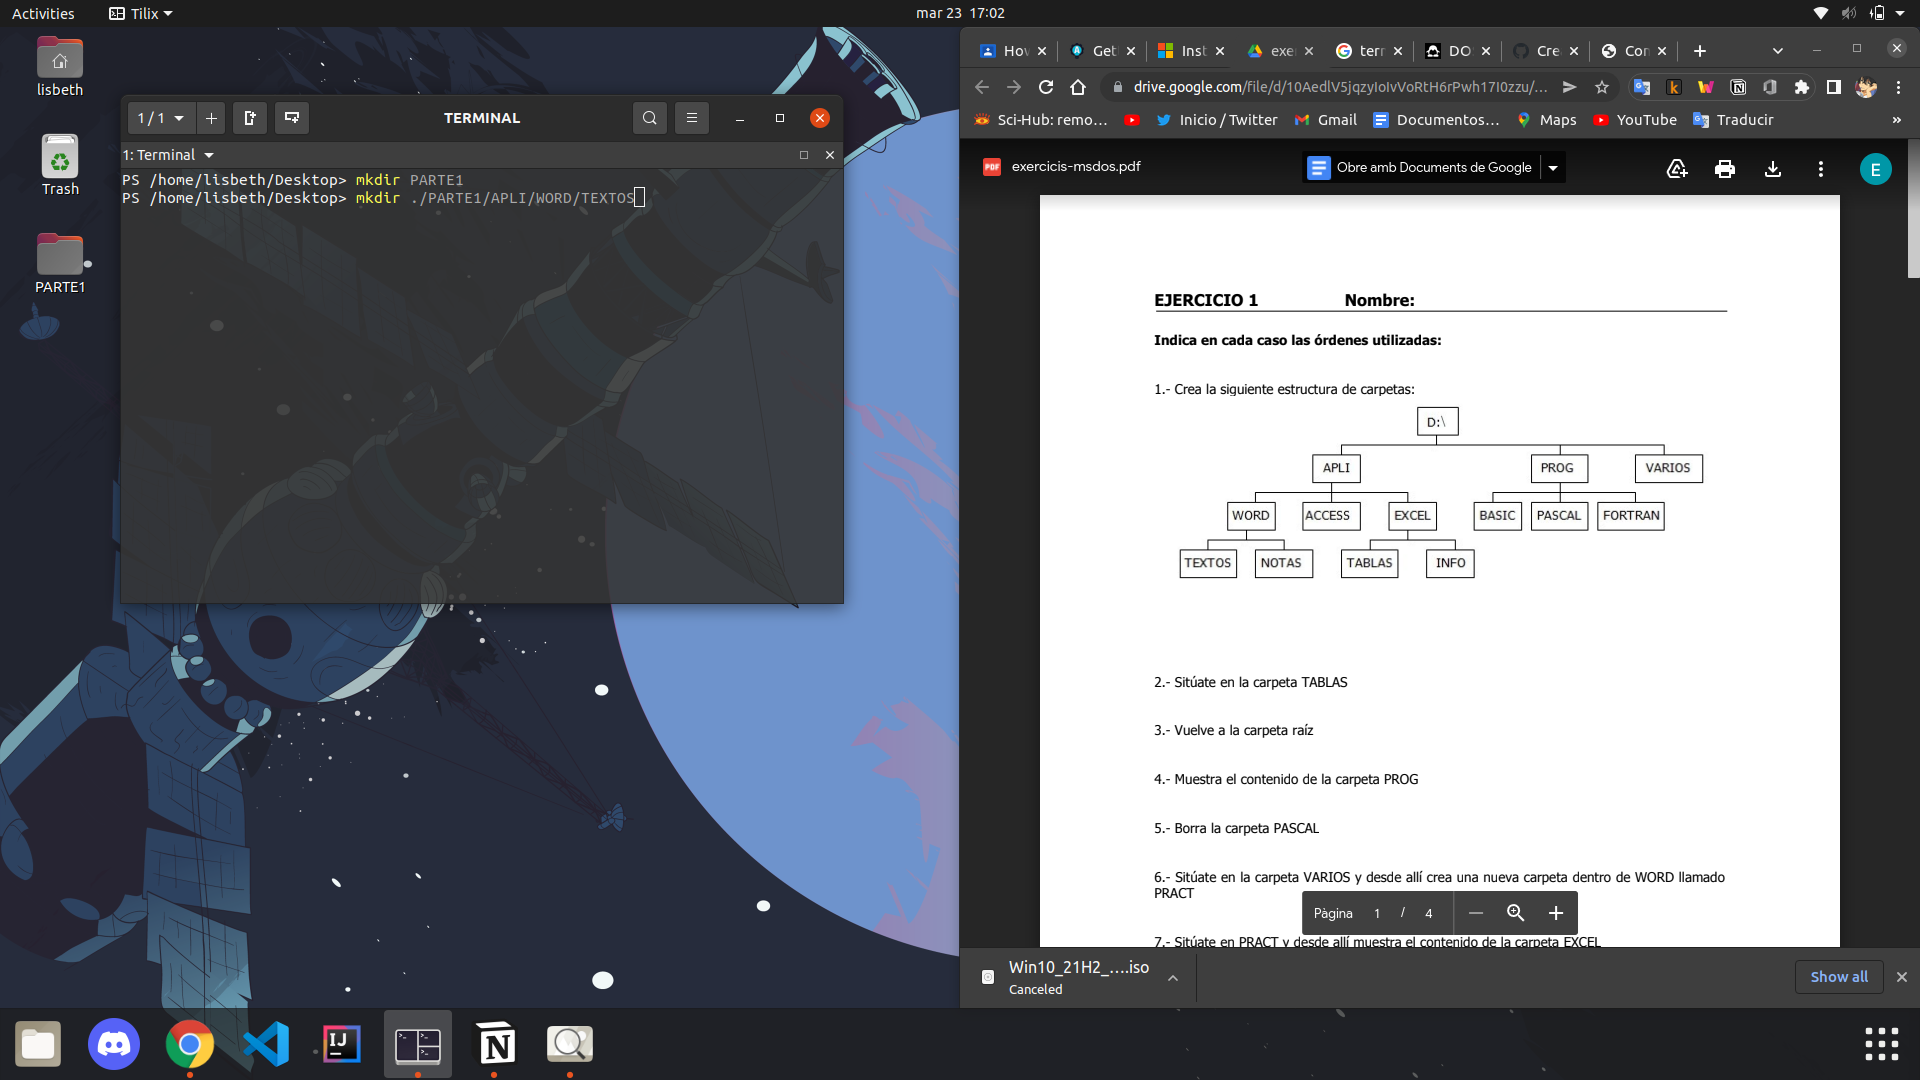 Activities
Tilix
mar 23 17:02
lisbeth
Trash
PARTE1
1 / 1
TERMINAL
1: Terminal
PS /home/lisbeth/Desktop> mkdir PARTE1
PS /home/lisbeth/Desktop> mkdir ./PARTE1/APLI/WORD/TEXTOS
Hov
Get
Inst
exe
terr
DO
Cre
Con
drive.google.com/file/d/10AedlV5jqzyIoIvVoRtH6rPwh17I0zzu/...
Sci-Hub: remo...
Inicio / Twitter
Gmail
Documentos...
Maps
YouTube
Traducir
»
PDF
exercicis-msdos.pdf
Obre amb Documents de Google
E
EJERCICIO 1 Nombre:
Indica en cada caso las órdenes utilizadas:
1.- Crea la siguiente estructura de carpetas:
D:\
APLI PROG VARIOS
WORD ACCESS EXCEL BASIC PASCAL FORTRAN
TEXTOS NOTAS TABLAS INFO
2.- Sitúate en la carpeta TABLAS
3.- Vuelve a la carpeta raíz
4.- Muestra el contenido de la carpeta PROG
5.- Borra la carpeta PASCAL
6.- Sitúate en la carpeta VARIOS y desde allí crea una nueva carpeta dentro de WORD llamado
PRACT
7.- Sitúate en PRACT y desde allí muestra el contenido de la carpeta EXCEL
Pàgina 1 / 4
Win10_21H2_....iso
Canceled
Show all
IJ